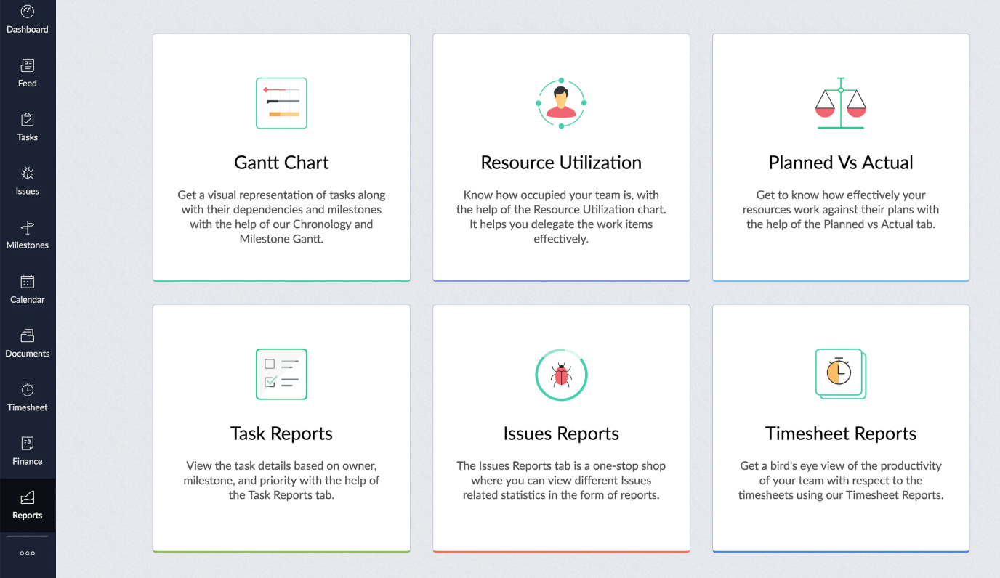 Dashboard
Feed
Tasks
Issues
Milestones
Calendar
Documents
Timesheet
Finance
Reports
Gantt Chart
Get a visual representation of tasks along
with their dependencies and milestones
with the help of our Chronology and
Milestone Gantt.
Resource Utilization
Know how occupied your team is, with
the help of the Resource Utilization chart.
It helps you delegate the work items
effectively.
Planned Vs Actual
Get to know how effectively your
resources work against their plans with
the help of the Planned vs Actual tab.
Task Reports
View the task details based on owner,
milestone, and priority with the help of
the Task Reports tab.
Issues Reports
The Issues Reports tab is a one-stop shop
where you can view different Issues
related statistics in the form of reports.
Timesheet Reports
Get a bird's eye view of the productivity
of your team with respect to the
timesheets using our Timesheet Reports.